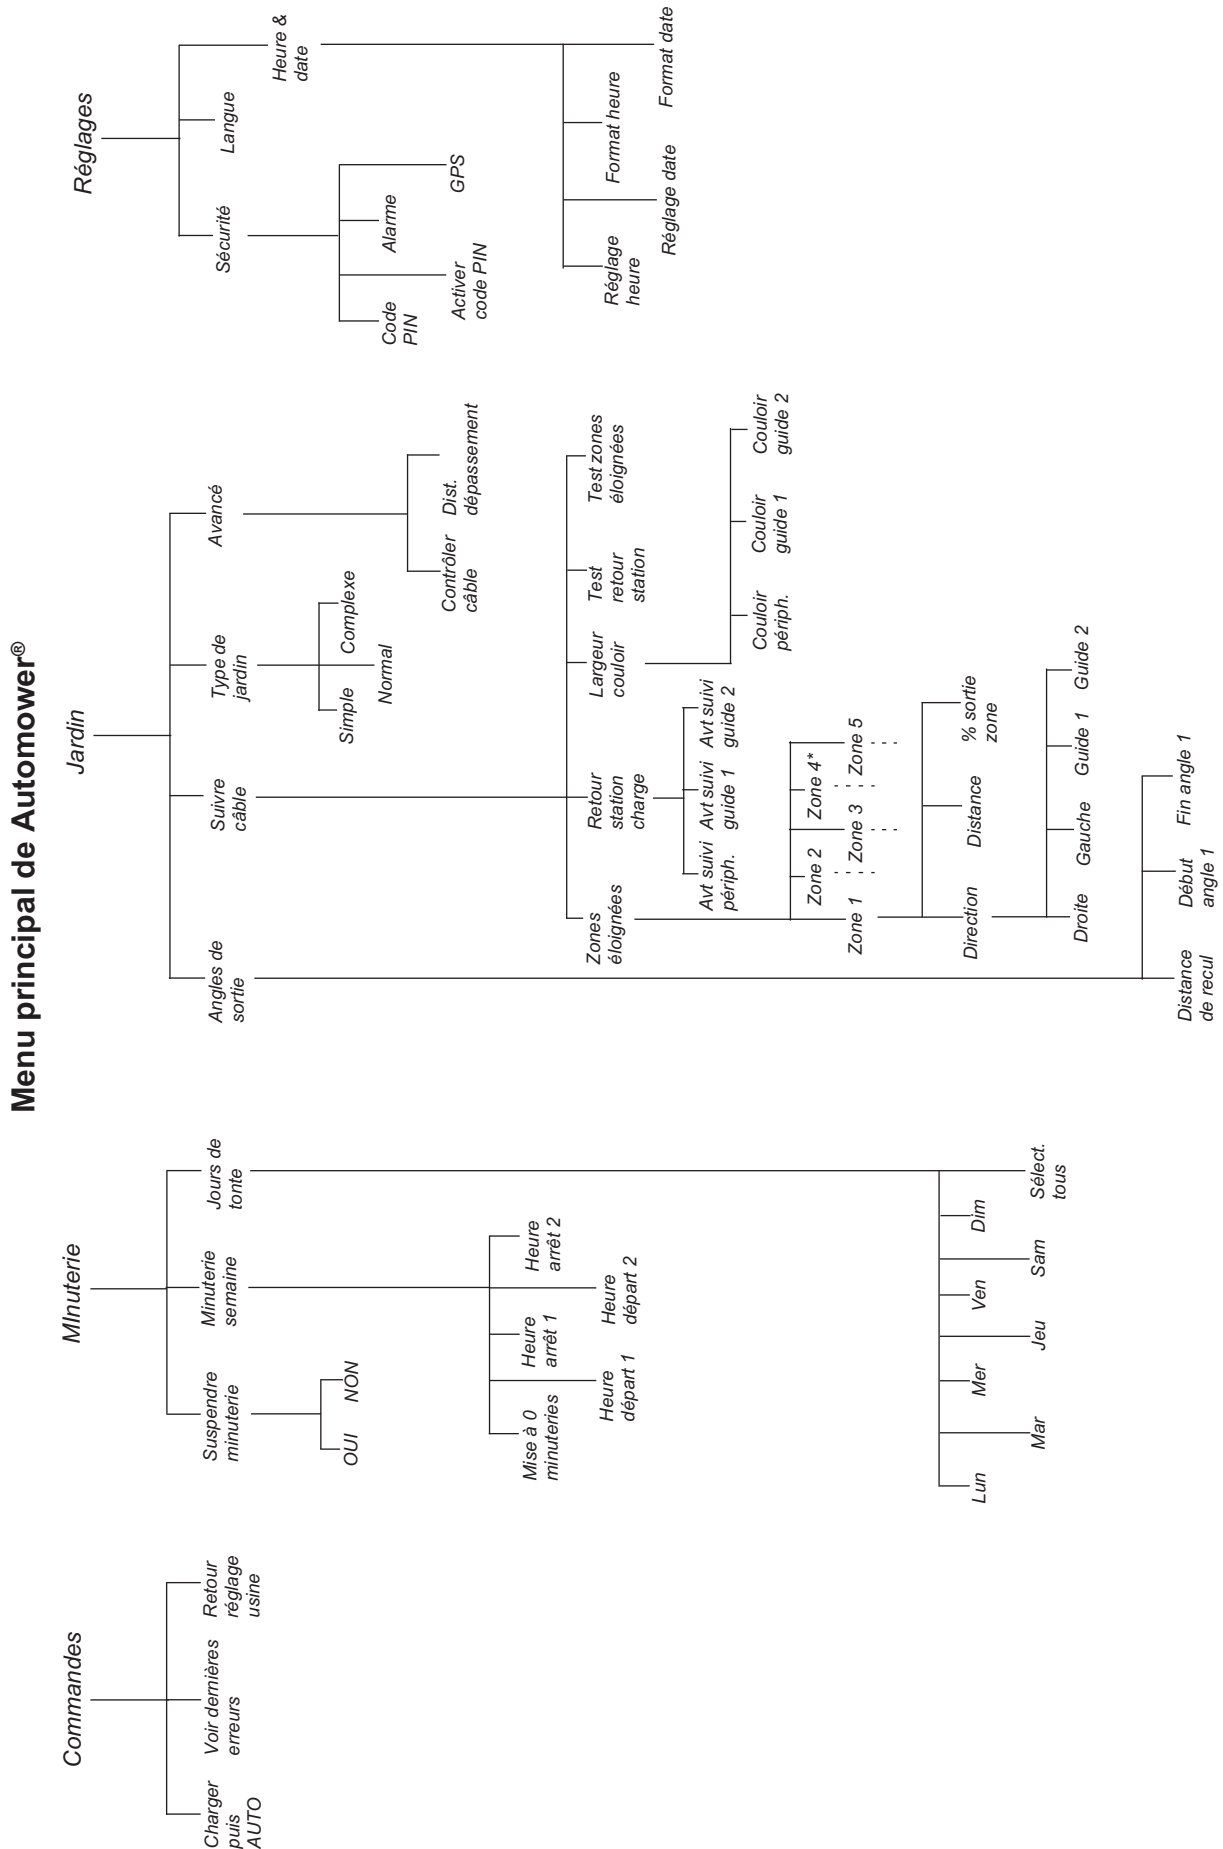 Menu principal de Automower®
Commandes
Charger
puis
AUTO
Voir dernières
erreurs
Retour
réglage
usine
MInuterie
Suspendre
minuterie
OUI
NON
Minuterie
semaine
Mise à 0
minuteries
Heure
départ 1
Heure
arrêt 1
Heure
départ 2
Heure
arrêt 2
Jours de
tonte
Lun
Mar
Mer
Jeu
Ven
Sam
Dim
Sélect.
tous
Jardin
Angles de
sortie
Distance
de recul
Début
angle 1
Fin angle 1
Suivre
câble
Zones
éloignées
Zone 1
Zone 2
Zone 3
Zone 4*
Zone 5
Direction
Distance
% sortie
zone
Droite
Gauche
Guide 1
Guide 2
Retour
station
charge
Avt suivi
périph.
Avt suivi
guide 1
Avt suivi
guide 2
Largeur
couloir
Couloir
périph.
Couloir
guide 1
Couloir
guide 2
Test
retour
station
Test zones
éloignées
Type de
jardin
Simple
Normal
Complexe
Avancé
Contrôler
câble
Dist.
dépassement
Réglages
Sécurité
Code
PIN
Activer
code PIN
Alarme
GPS
Langue
Heure &
date
Réglage
heure
Réglage date
Format heure
Format date